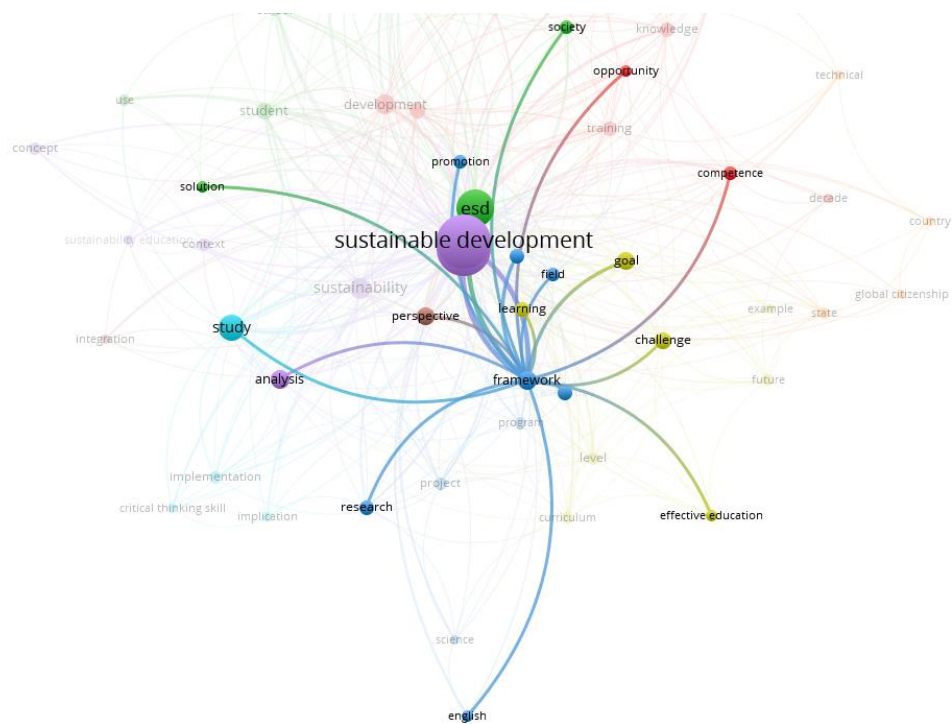 society
knowledge
opportunity
technical
development
use
student
training
concept
promotion
competence
solution
decade
esd
country
sustainability education
context
sustainable development
goal
field
sustainability
global citizenship
learning
example
perspective
state
study
integration
challenge
analysis
framework
future
program
level
implementation
project
critical thinking skill
implication
research
curriculum
effective education
science
english